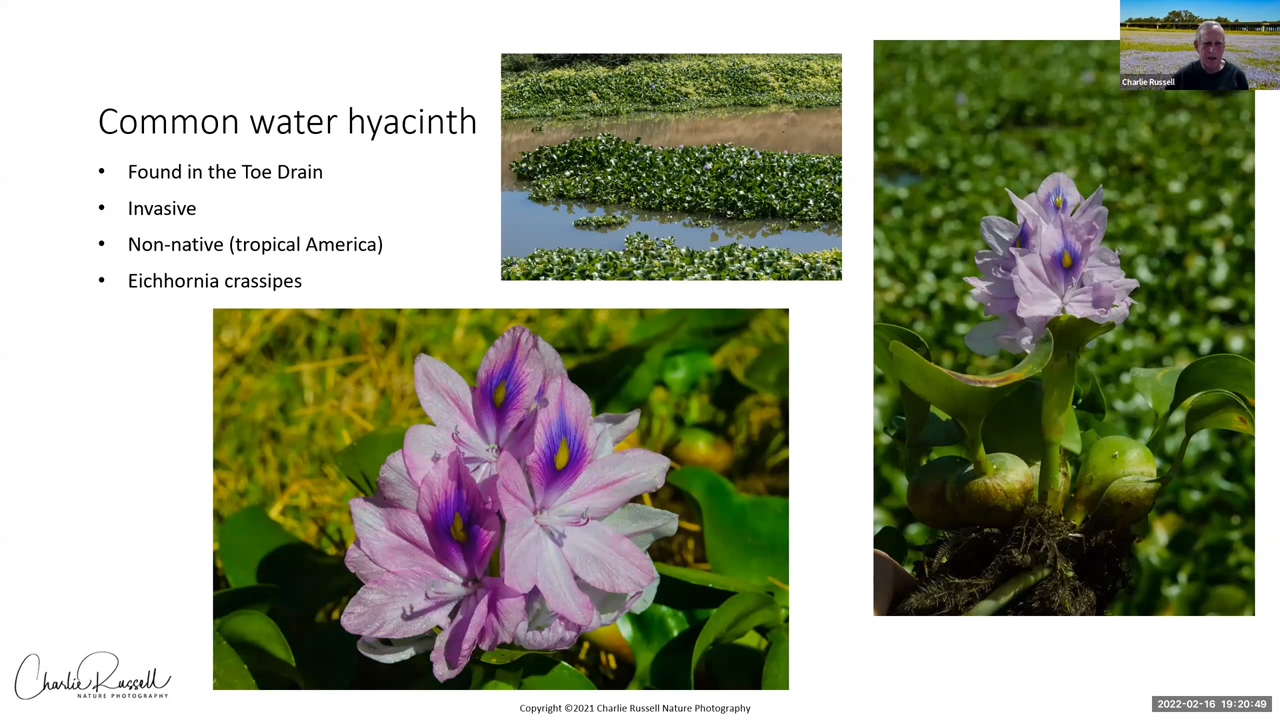 Charlie Russell
Common water hyacinth
• Found in the Toe Drain
• Invasive
• Non-native (tropical America)
• Eichhornia crassipes
Charlie Russell
NATURE PHOTOGRAPHY
Copyright ©2021 Charlie Russell Nature Photography
2022-02-16 19:20:49